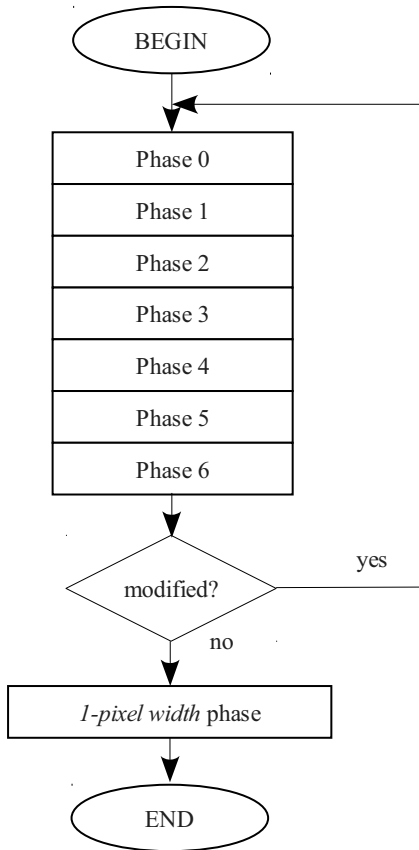 BEGIN
Phase 0
Phase 1
Phase 2
Phase 3
Phase 4
Phase 5
Phase 6
modified?
yes
no
1-pixel width phase
END